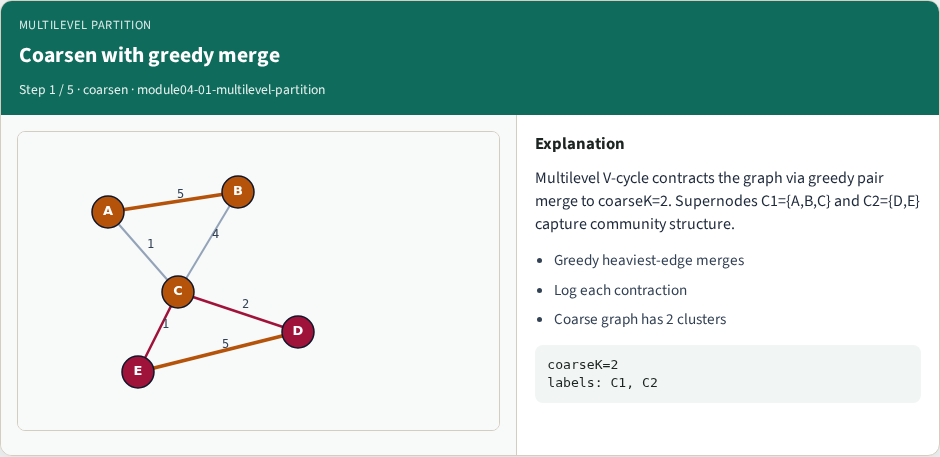 MULTILEVEL PARTITION
Coarsen with greedy merge
Step 1 / 5 · coarsen · module04-01-multilevel-partition
A
B
C
D
E
5
1
4
2
1
5
Explanation
Multilevel V-cycle contracts the graph via greedy pair
merge to coarseK=2. Supernodes C1={A,B,C} and C2={D,E}
capture community structure.
• Greedy heaviest-edge merges
• Log each contraction
• Coarse graph has 2 clusters
coarseK=2
labels: C1, C2